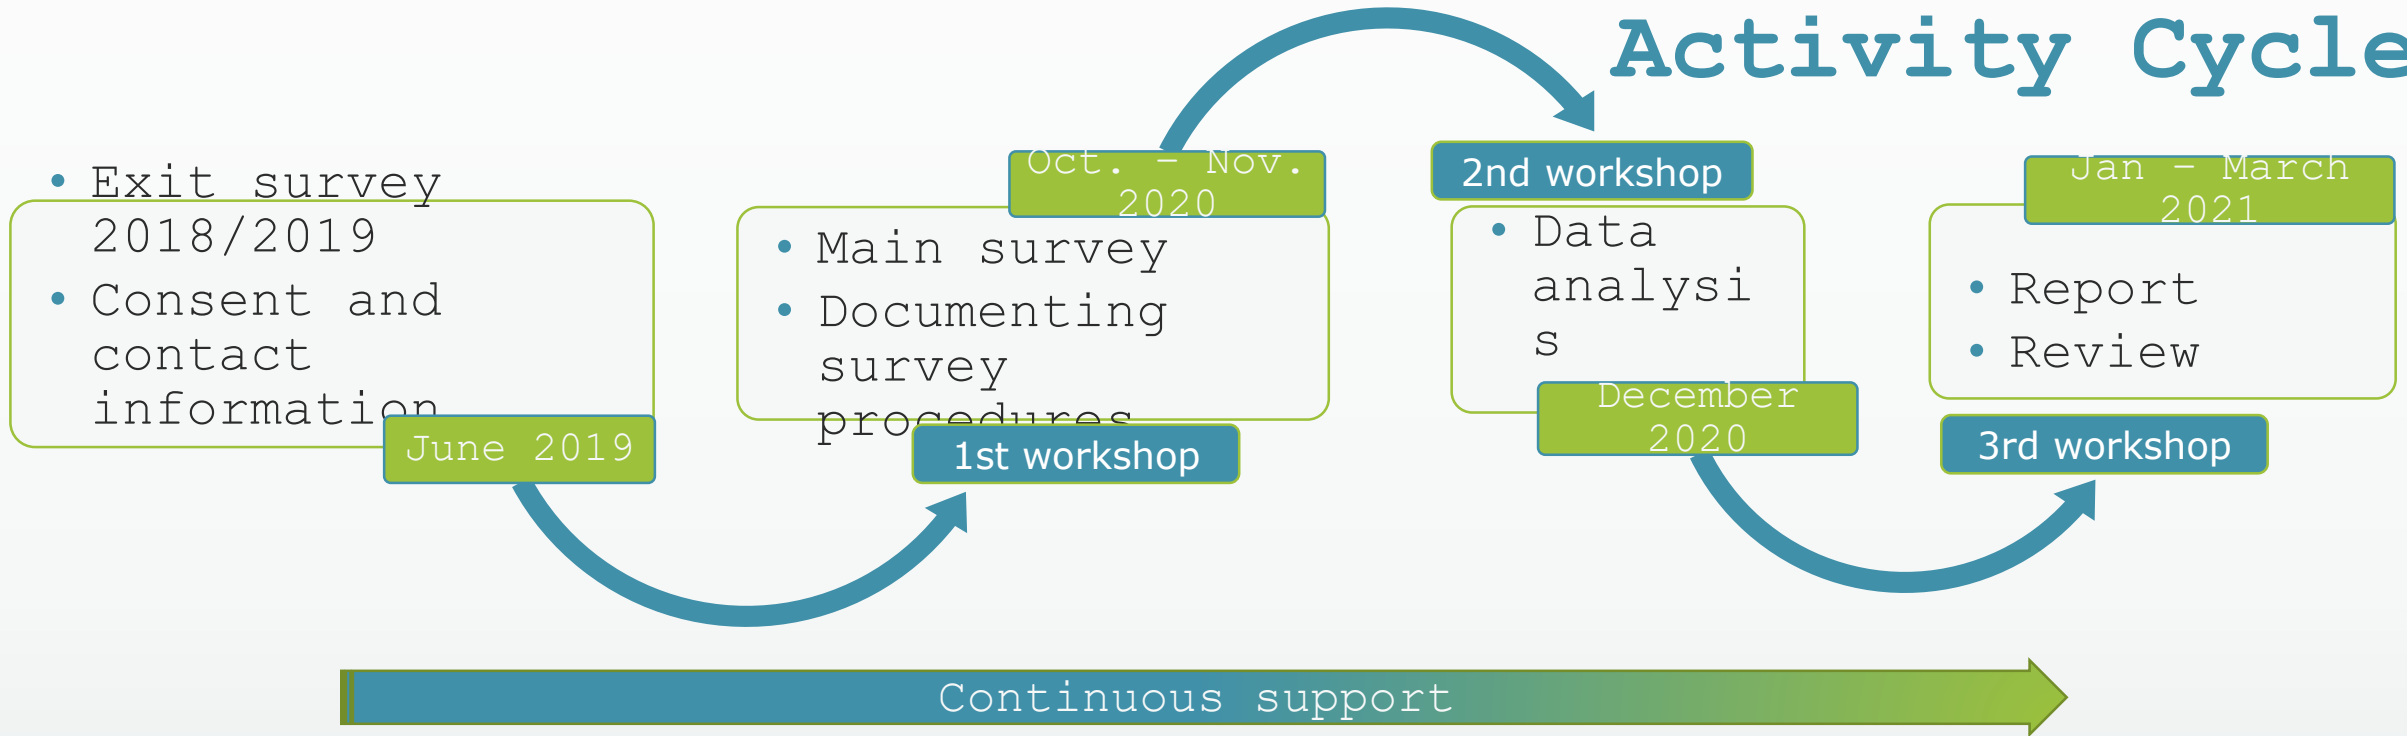 Activity Cycle
• Exit survey
2018/2019
• Consent and
contact
information
June 2019
Oct. – Nov.
2020
• Main survey
• Documenting
survey
procedures
1st workshop
2nd workshop
• Data
analysi
s
December
2020
Jan – March
2021
• Report
• Review
3rd workshop
Continuous support